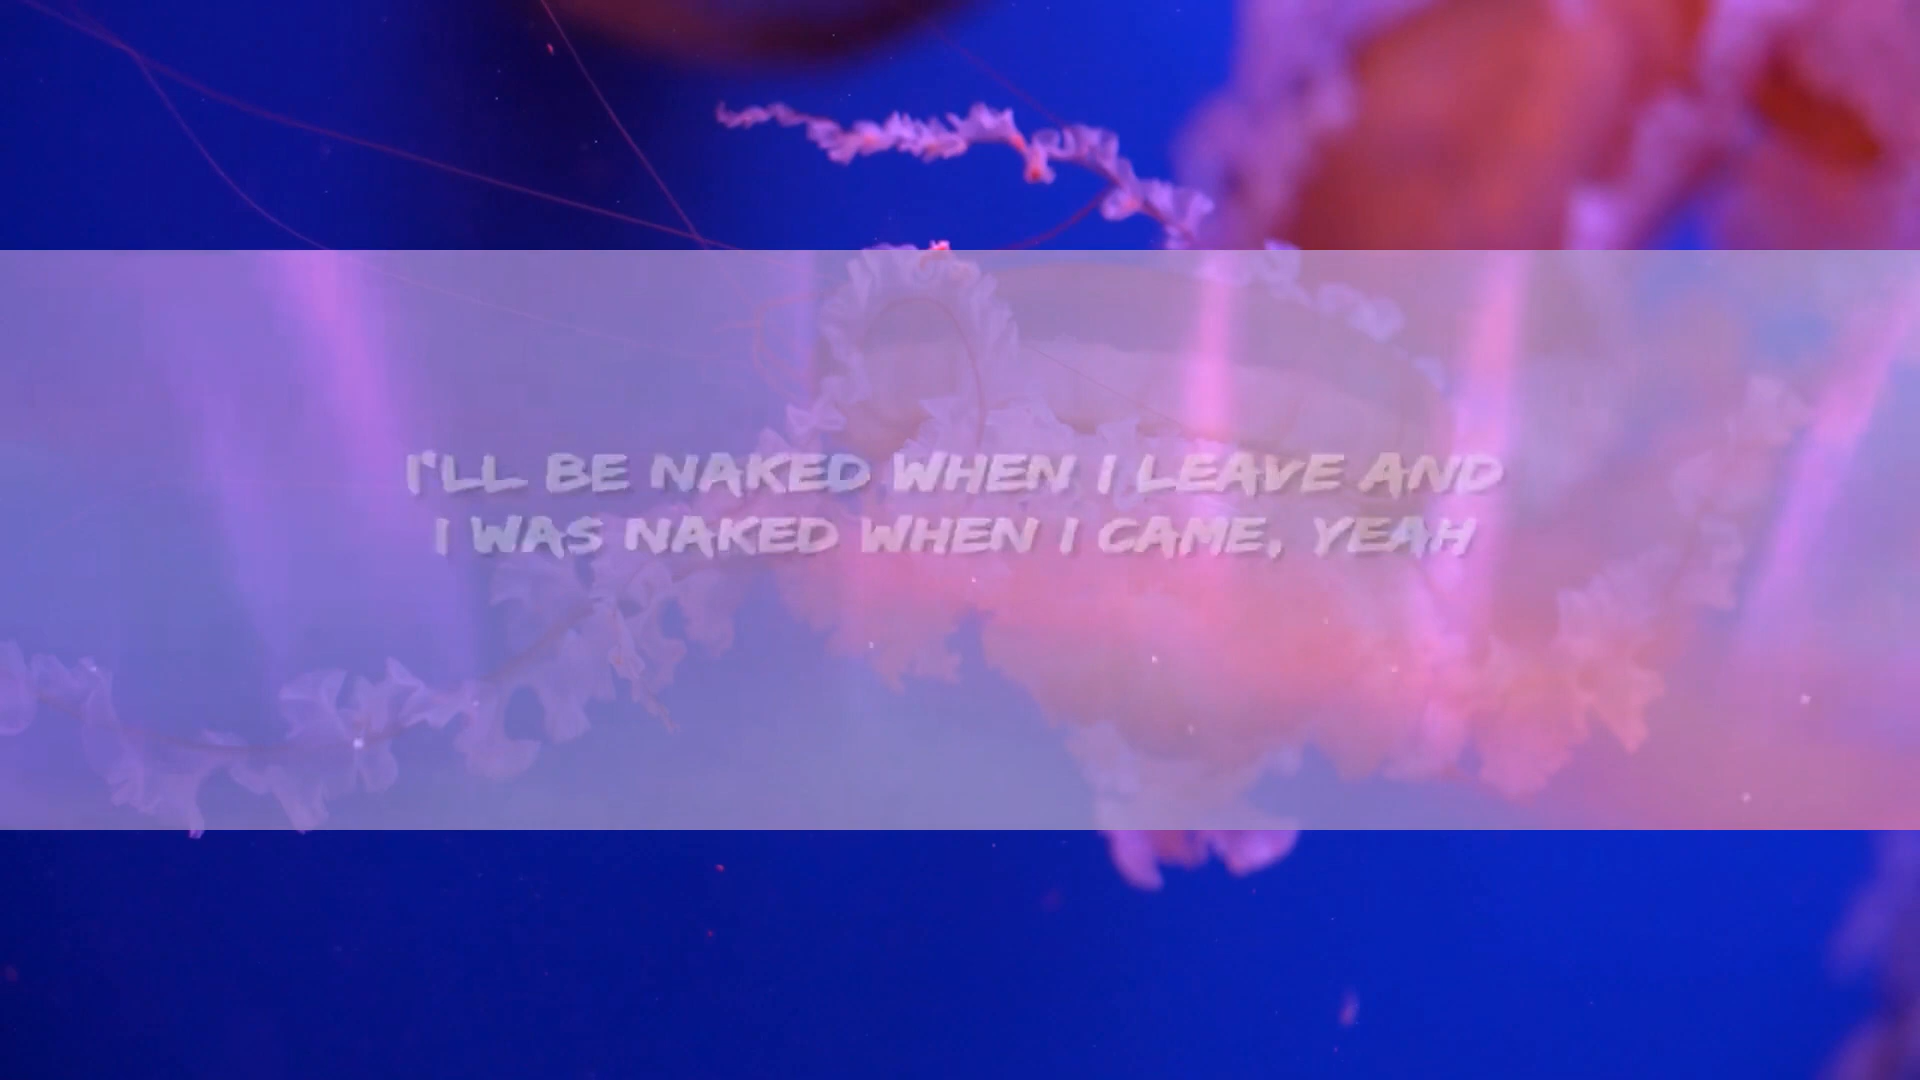 I'LL BE NAKED WHEN I LEAVE AND
I WAS NAKED WHEN I CAME, YEAH